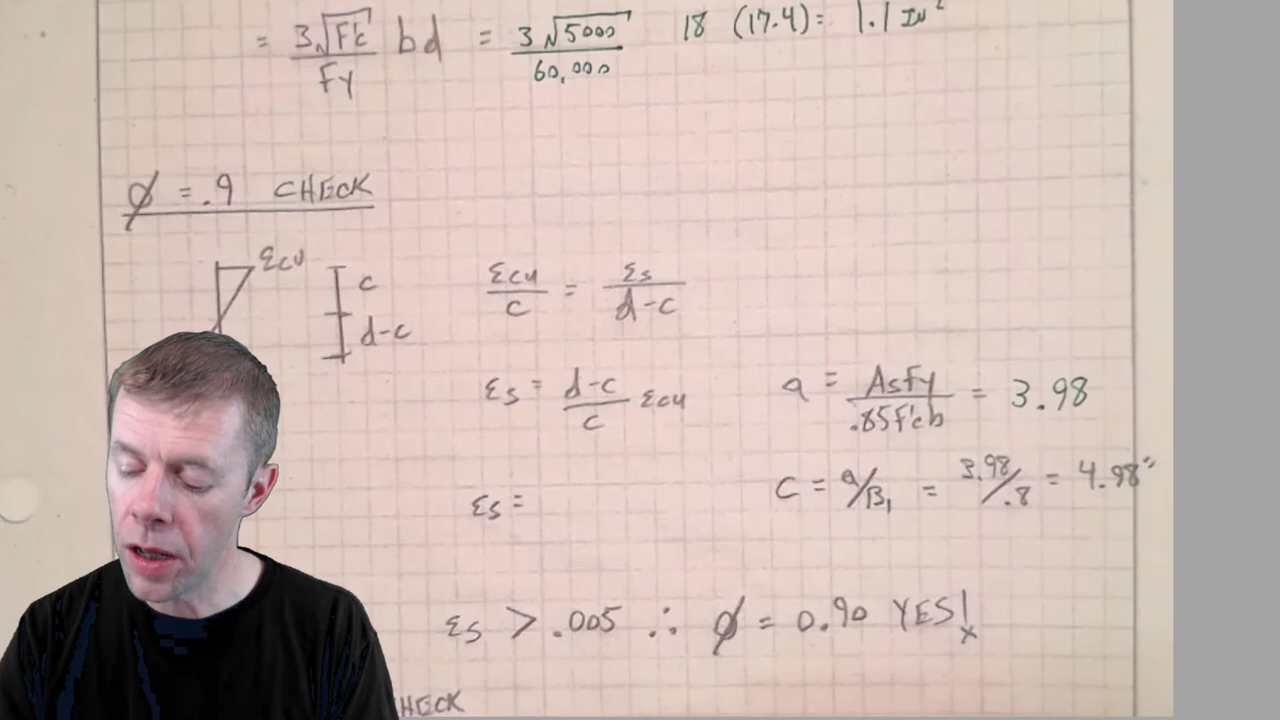 = 3√F'c / Fy bd = 3√5000 / 60,000 18 (17.4) = 1.1 IN²
Ø = .9 CHECK
εcu
c
d-c
εcu / c = εs / d-c
εs = d-c / c εcu
a = AsFy / .85F'cb = 3.98
c = a/β₁ = 3.98/.8 = 4.98"
εs =
εs > .005 ∴ Ø = 0.90 YES!
HECK